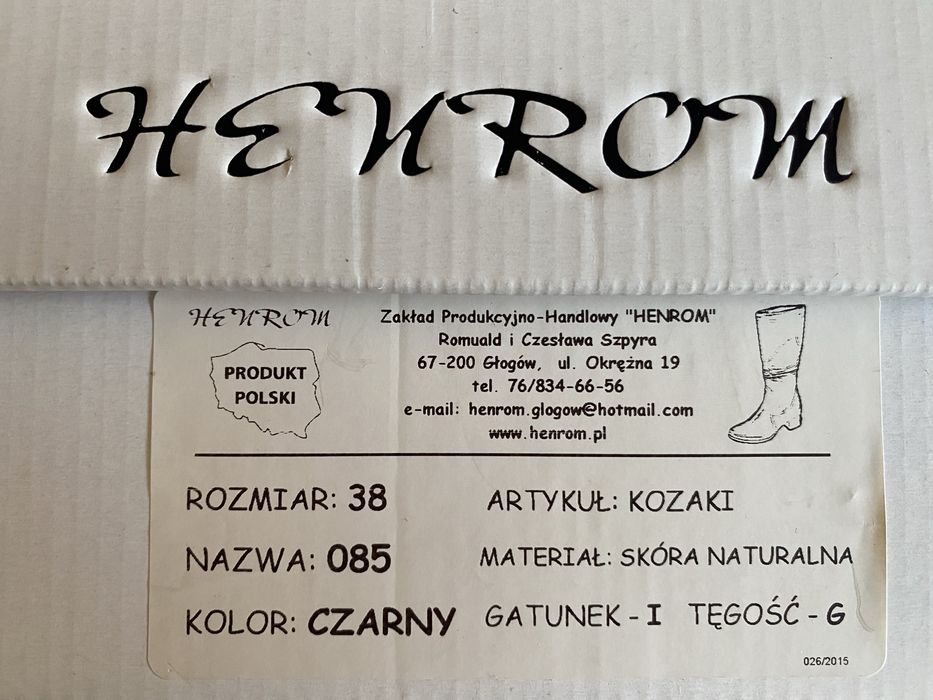 HENROM
HENROM
Zakład Produkcyjno-Handlowy "HENROM"
Romuald i Czesława Szpyra
67-200 Głogów, ul. Okrężna 19
tel. 76/834-66-56
e-mail: henrom.glogow@hotmail.com
www.henrom.pl
PRODUKT
POLSKI
ROZMIAR: 38
ARTYKUŁ: KOZAKI
NAZWA: 085
MATERIAŁ: SKÓRA NATURALNA
KOLOR: CZARNY
GATUNEK - I TĘGOŚĆ - G
026/2015